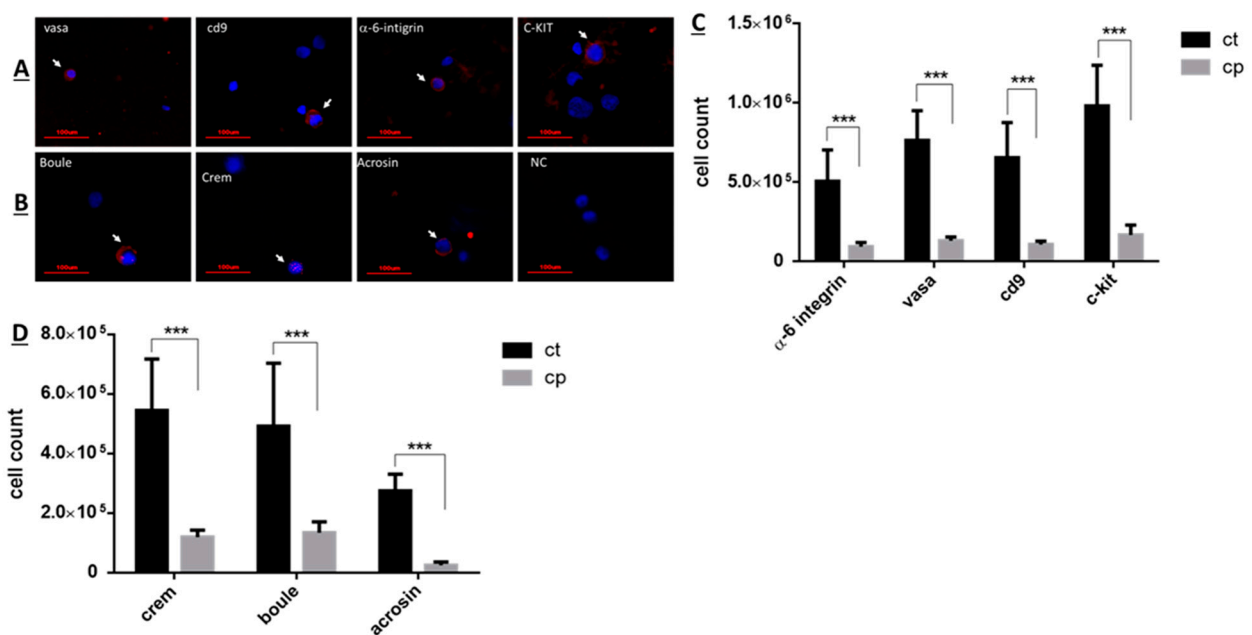 A
vasa
cd9
α-6-intigrin
C-KIT
100um
100um
100um
100um
B
Boule
Crem
Acrosin
NC
100um
100um
100um
100um
C
cell count
1.5×10⁶
1.0×10⁶
5.0×10⁵
0
***
***
***
***
α-6 integrin
vasa
cd9
c-kit
ct
cp
D
cell count
8.0×10⁵
6.0×10⁵
4.0×10⁵
2.0×10⁵
0
***
***
***
crem
boule
acrosin
ct
cp